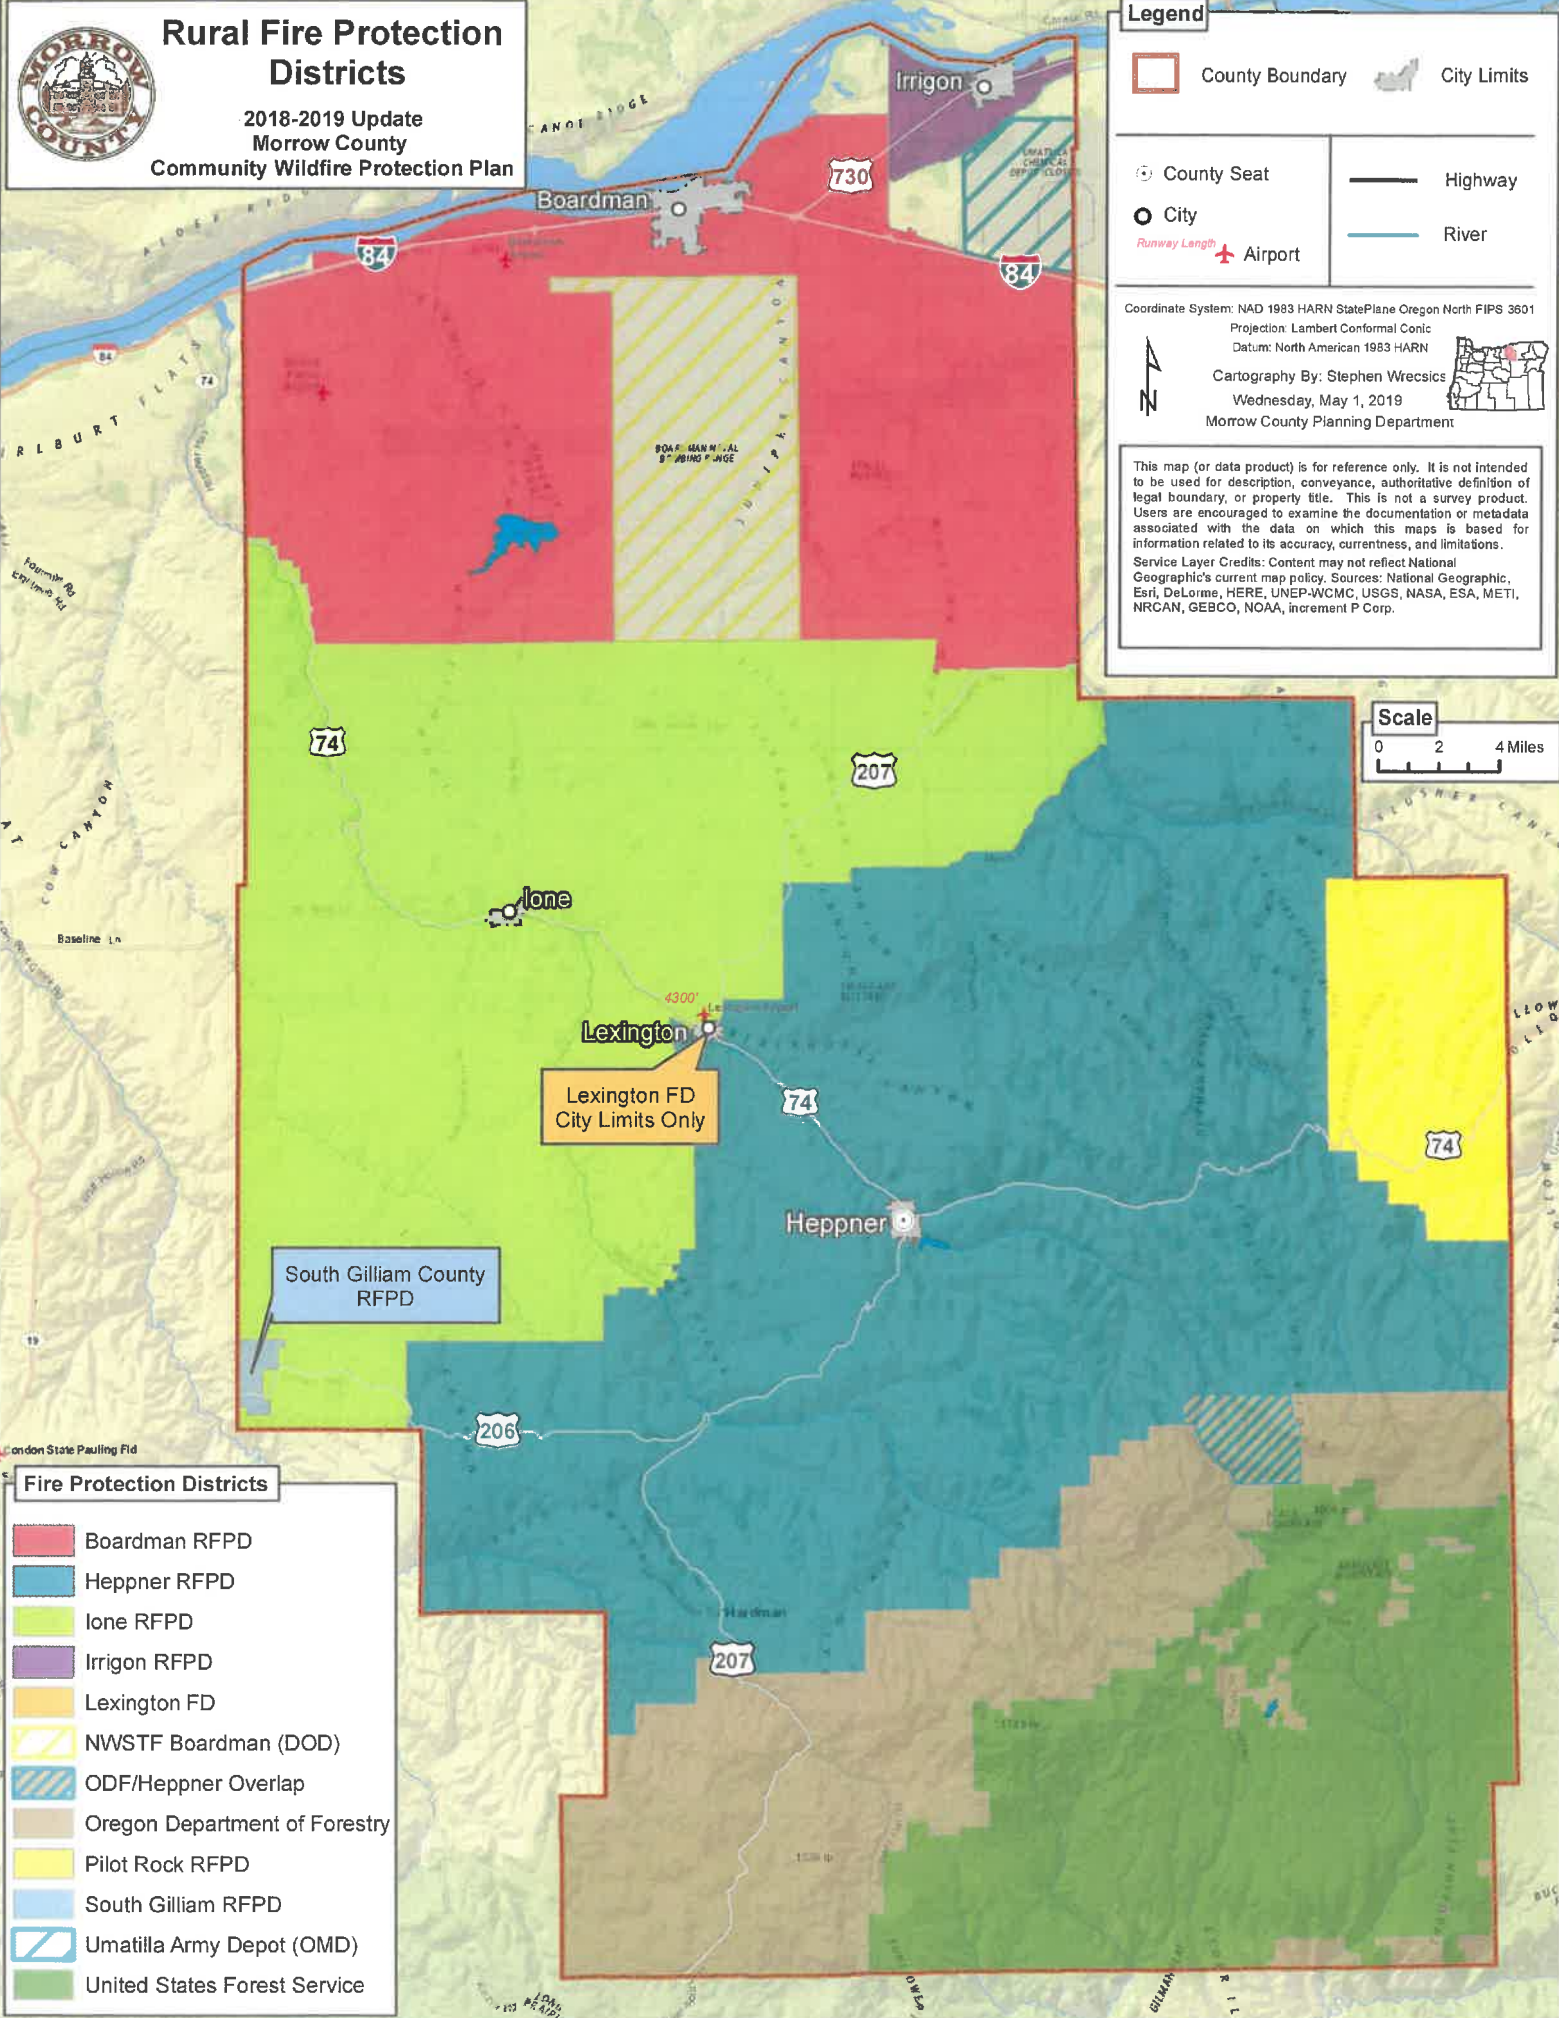 MORROW
COUNTY
Rural Fire Protection
Districts
2018-2019 Update
Morrow County
Community Wildfire Protection Plan
Legend
County Boundary
City Limits
County Seat
City
Runway Length
Airport
Highway
River
Coordinate System: NAD 1983 HARN StatePlane Oregon North FIPS 3601
Projection: Lambert Conformal Conic
Datum: North American 1983 HARN
Cartography By: Stephen Wrecsics
Wednesday, May 1, 2019
Morrow County Planning Department
N
This map (or data product) is for reference only. It is not intended
to be used for description, conveyance, authoritative definition of
legal boundary, or property title. This is not a survey product.
Users are encouraged to examine the documentation or metadata
associated with the data on which this maps is based for
information related to its accuracy, currentness, and limitations.
Service Layer Credits: Content may not reflect National
Geographic's current map policy. Sources: National Geographic,
Esri, DeLorme, HERE, UNEP-WCMC, USGS, NASA, ESA, METI,
NRCAN, GEBCO, NOAA, increment P Corp.
Scale
0 2 4 Miles
Irrigon
730
Boardman
84
84
84
74
UMATILLA
CHEMICAL
JUNIPER CANYON
74
207
COW CANYON
Ione
Baseline Ln
4300'
Lexington
Lexington FD
City Limits Only
74
74
Heppner
South Gilliam County
RFPD
19
206
Hardman
207
Fire Protection Districts
Boardman RFPD
Heppner RFPD
Ione RFPD
Irrigon RFPD
Lexington FD
NWSTF Boardman (DOD)
ODF/Heppner Overlap
Oregon Department of Forestry
Pilot Rock RFPD
South Gilliam RFPD
Umatilla Army Depot (OMD)
United States Forest Service